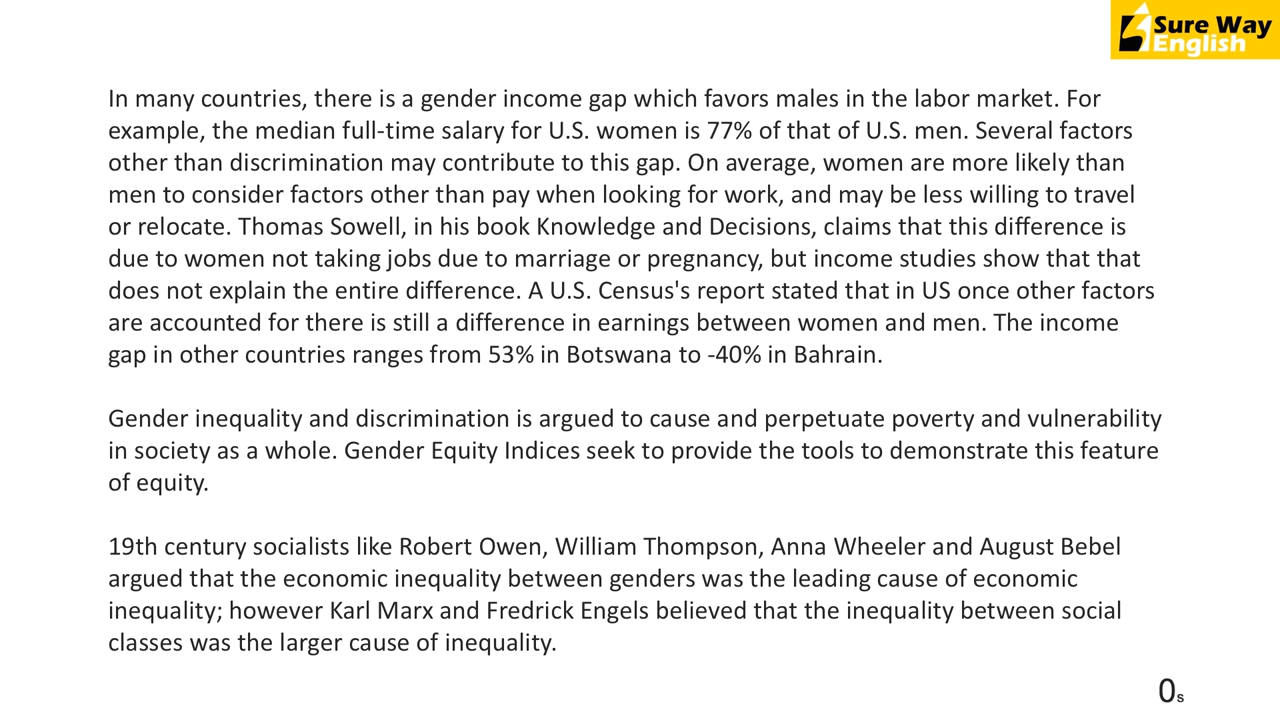 Sure Way
English
In many countries, there is a gender income gap which favors males in the labor market. For
example, the median full-time salary for U.S. women is 77% of that of U.S. men. Several factors
other than discrimination may contribute to this gap. On average, women are more likely than
men to consider factors other than pay when looking for work, and may be less willing to travel
or relocate. Thomas Sowell, in his book Knowledge and Decisions, claims that this difference is
due to women not taking jobs due to marriage or pregnancy, but income studies show that that
does not explain the entire difference. A U.S. Census's report stated that in US once other factors
are accounted for there is still a difference in earnings between women and men. The income
gap in other countries ranges from 53% in Botswana to -40% in Bahrain.
Gender inequality and discrimination is argued to cause and perpetuate poverty and vulnerability
in society as a whole. Gender Equity Indices seek to provide the tools to demonstrate this feature
of equity.
19th century socialists like Robert Owen, William Thompson, Anna Wheeler and August Bebel
argued that the economic inequality between genders was the leading cause of economic
inequality; however Karl Marx and Fredrick Engels believed that the inequality between social
classes was the larger cause of inequality.
0s